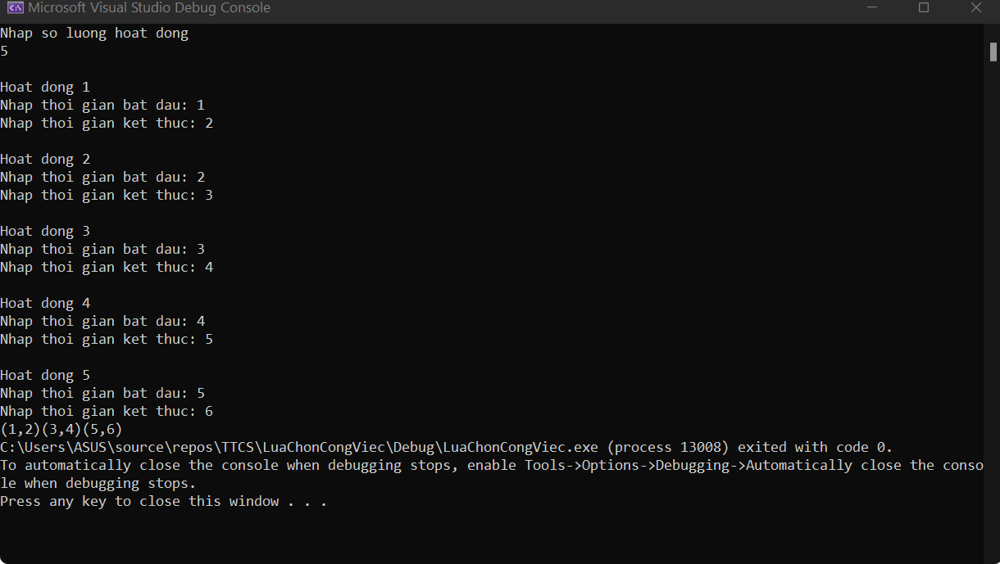 Microsoft Visual Studio Debug Console
Nhap so luong hoat dong
5
Hoat dong 1
Nhap thoi gian bat dau: 1
Nhap thoi gian ket thuc: 2
Hoat dong 2
Nhap thoi gian bat dau: 2
Nhap thoi gian ket thuc: 3
Hoat dong 3
Nhap thoi gian bat dau: 3
Nhap thoi gian ket thuc: 4
Hoat dong 4
Nhap thoi gian bat dau: 4
Nhap thoi gian ket thuc: 5
Hoat dong 5
Nhap thoi gian bat dau: 5
Nhap thoi gian ket thuc: 6
(1,2)(3,4)(5,6)
C:\Users\ASUS\source\repos\TTCS\LuaChonCongViec\Debug\LuaChonCongViec.exe (process 13008) exited with code 0.
To automatically close the console when debugging stops, enable Tools->Options->Debugging->Automatically close the conso
le when debugging stops.
Press any key to close this window . . .